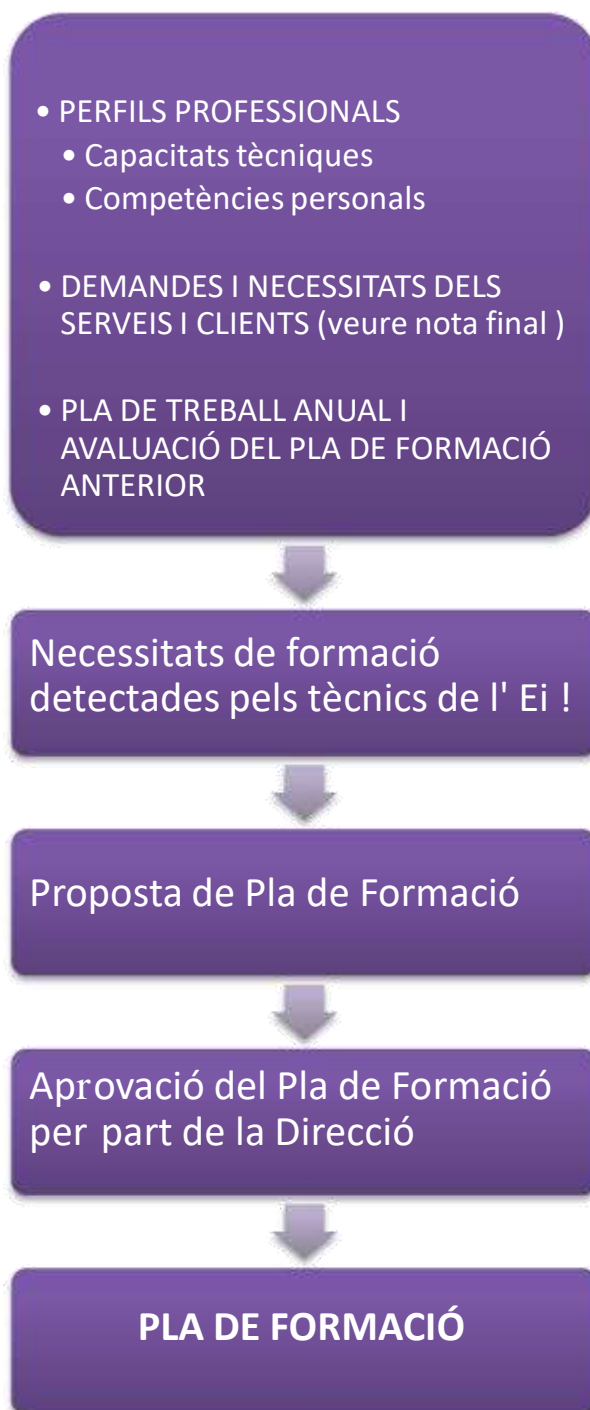 • PERFILS PROFESSIONALS
• Capacitats tècniques
• Competències personals
• DEMANDES I NECESSITATS DELS
SERVEIS I CLIENTS (veure nota final )
• PLA DE TREBALL ANUAL I
AVALUACIÓ DEL PLA DE FORMACIÓ
ANTERIOR
Necessitats de formació
detectades pels tècnics de l' Ei !
Proposta de Pla de Formació
Aprovació del Pla de Formació
per part de la Direcció
PLA DE FORMACIÓ